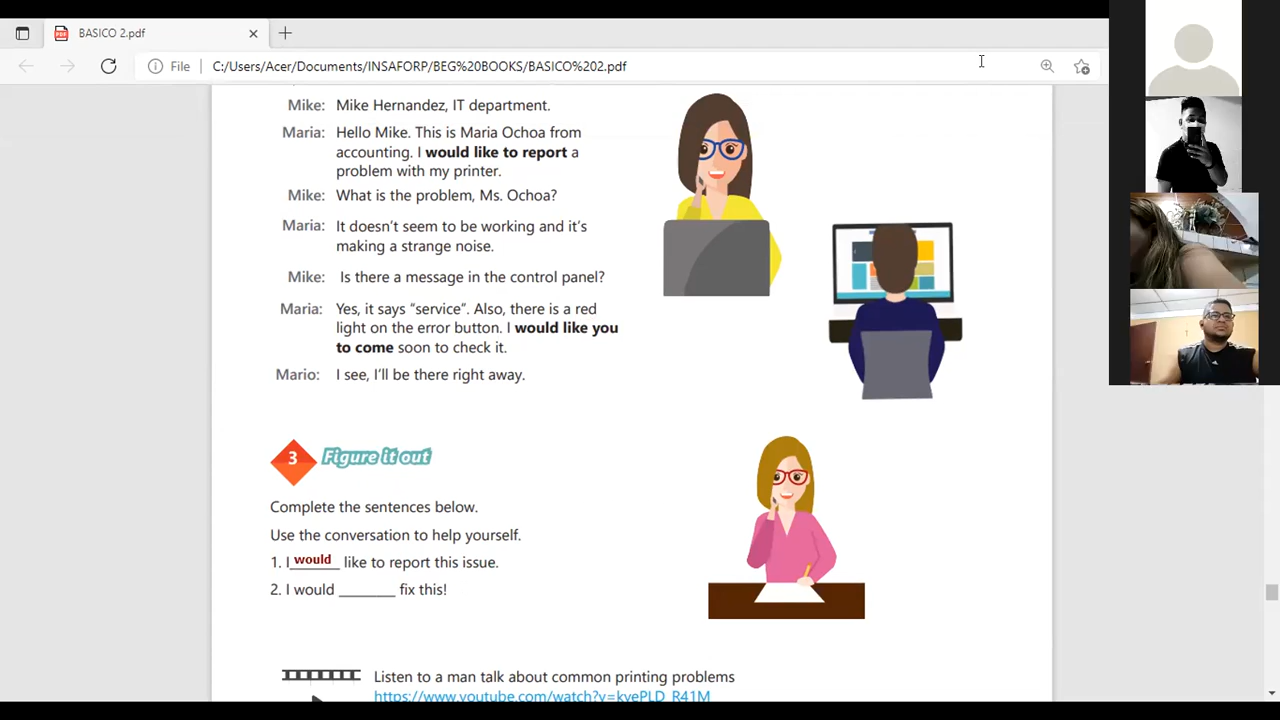 BASICO 2.pdf
File
C:/Users/Acer/Documents/INSAFORP/BEG%20BOOKS/BASICO%202.pdf
Mike: Mike Hernandez, IT department.
Maria: Hello Mike. This is Maria Ochoa from
accounting. I would like to report a
problem with my printer.
Mike: What is the problem, Ms. Ochoa?
Maria: It doesn't seem to be working and it's
making a strange noise.
Mike: Is there a message in the control panel?
Maria: Yes, it says “service”. Also, there is a red
light on the error button. I would like you
to come soon to check it.
Mario: I see, I'll be there right away.
3 Figure it out
Complete the sentences below.
Use the conversation to help yourself.
1. I would like to report this issue.
2. I would ________ fix this!
Listen to a man talk about common printing problems
https://www.youtube.com/watch?v=kvePLD_R41M